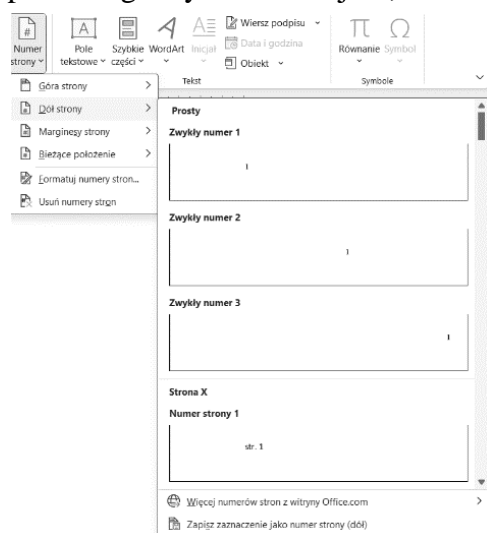 Numer strony
Pole tekstowe
Szybkie części
WordArt
Inicjał
Wiersz podpisu
Data i godzina
Obiekt
Równanie
Symbol
Tekst
Symbole
Góra strony
Dół strony
Marginesy strony
Bieżące położenie
Formatuj numery stron...
Usuń numery stron
Prosty
Zwykły numer 1
1
Zwykły numer 2
1
Zwykły numer 3
1
Strona X
Numer strony 1
str. 1
Więcej numerów stron z witryny Office.com
Zapisz zaznaczenie jako numer strony (dół)